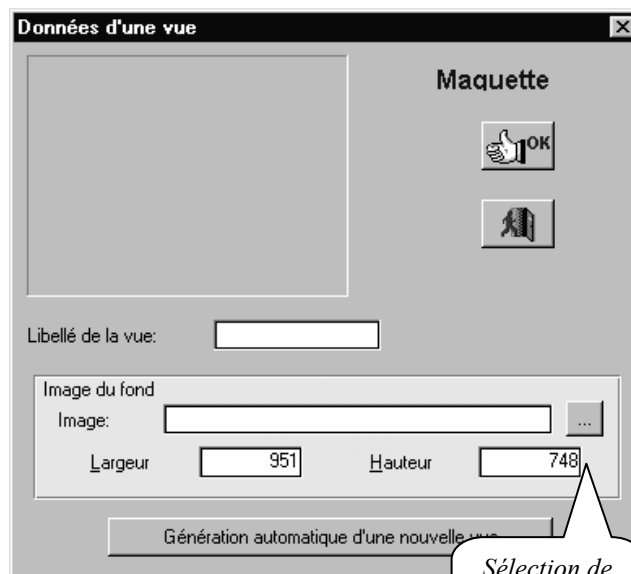 Données d'une vue
Maquette
OK
Libellé de la vue:
Image du fond
Image:
...
Largeur 951 Hauteur 748
Génération automatique d'une nouvelle vue
Sélection de